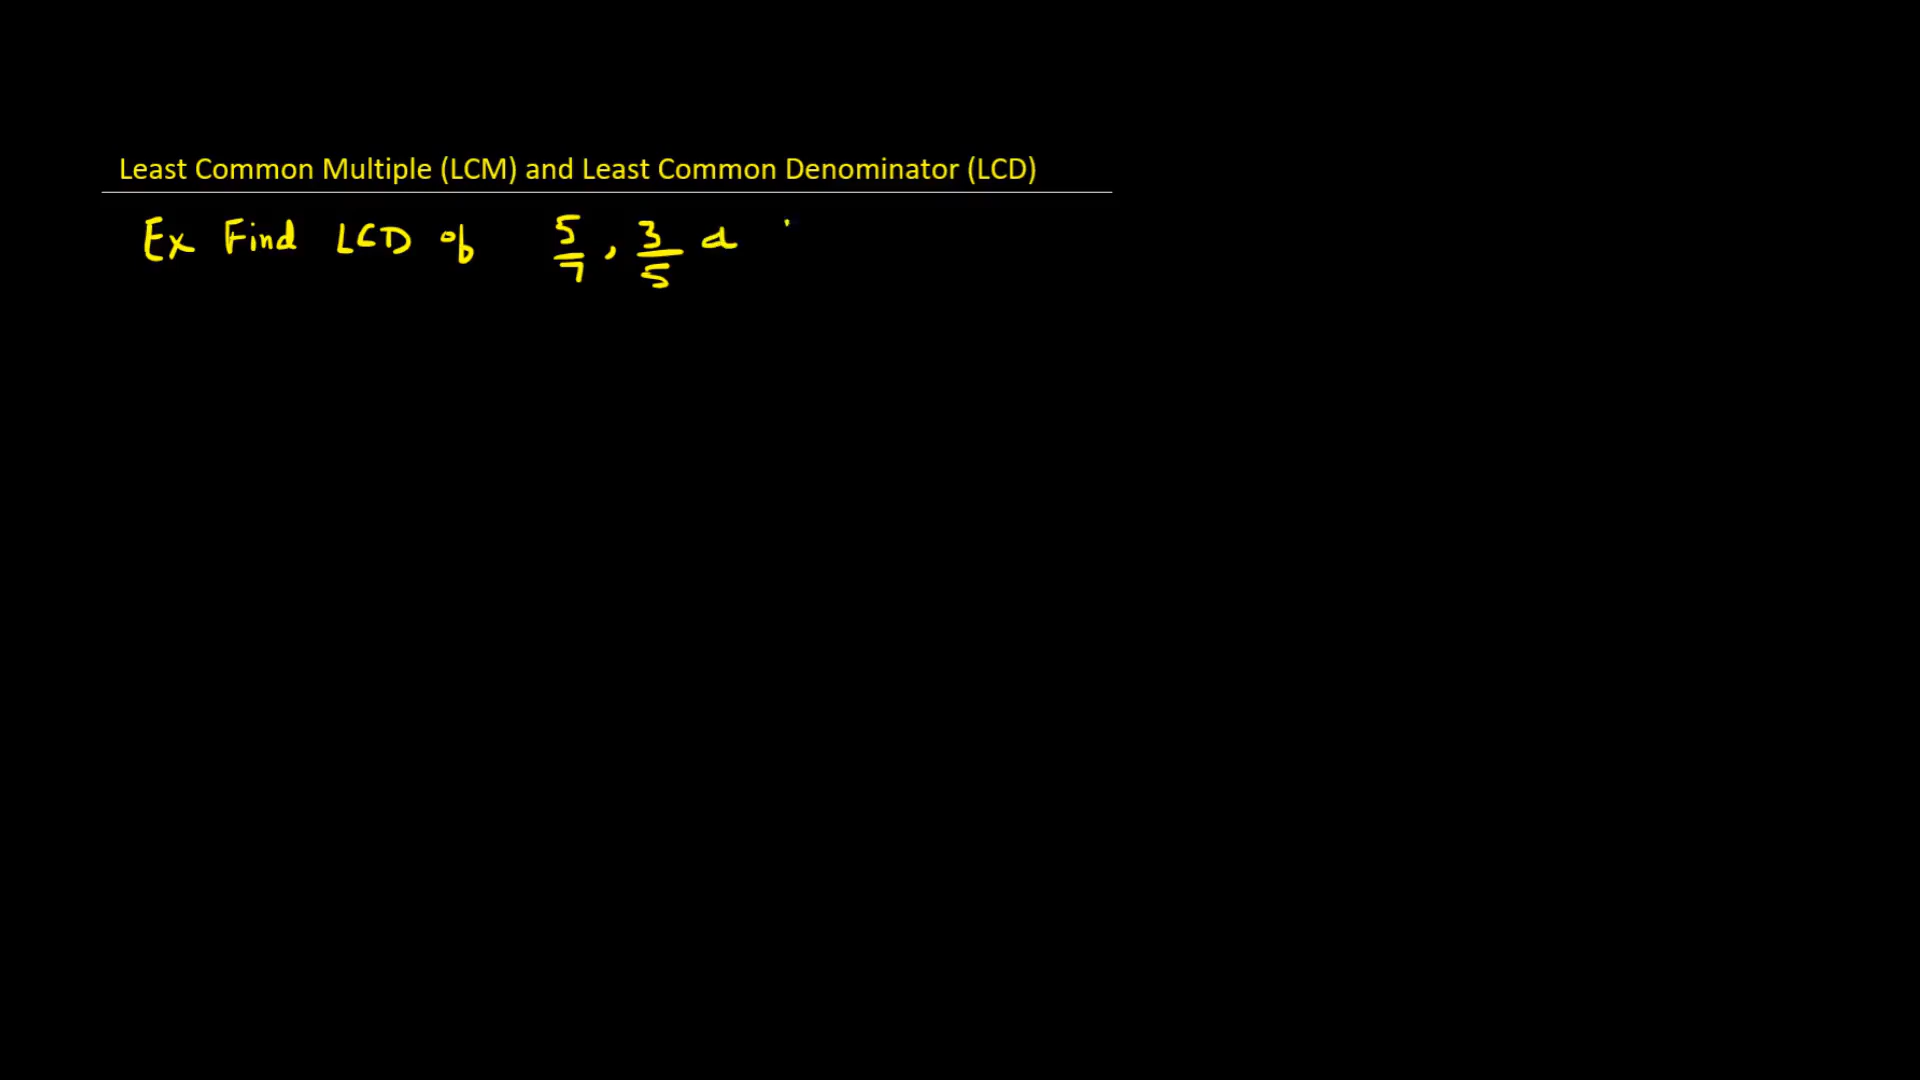 Least Common Multiple (LCM) and Least Common Denominator (LCD)
Ex Find LCD of 5/7 , 3/5